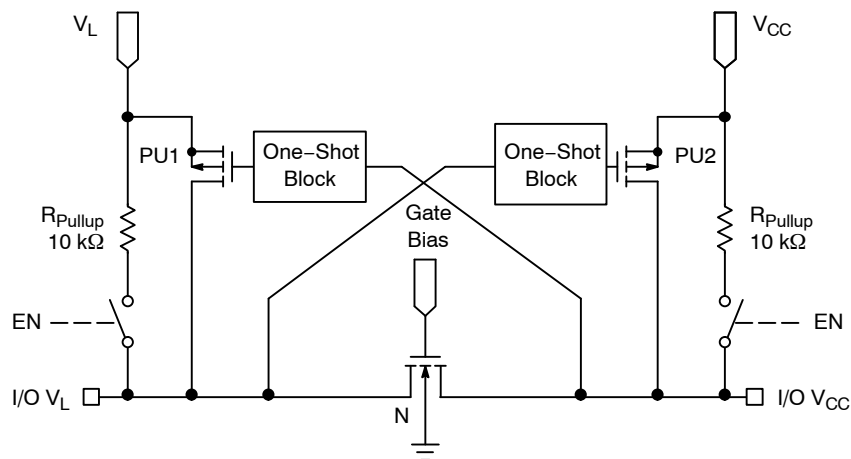 V_L
V_CC
PU1
One–Shot
Block
One–Shot
Block
PU2
Gate
Bias
R_Pullup
10 kΩ
R_Pullup
10 kΩ
EN
EN
I/O V_L
N
I/O V_CC